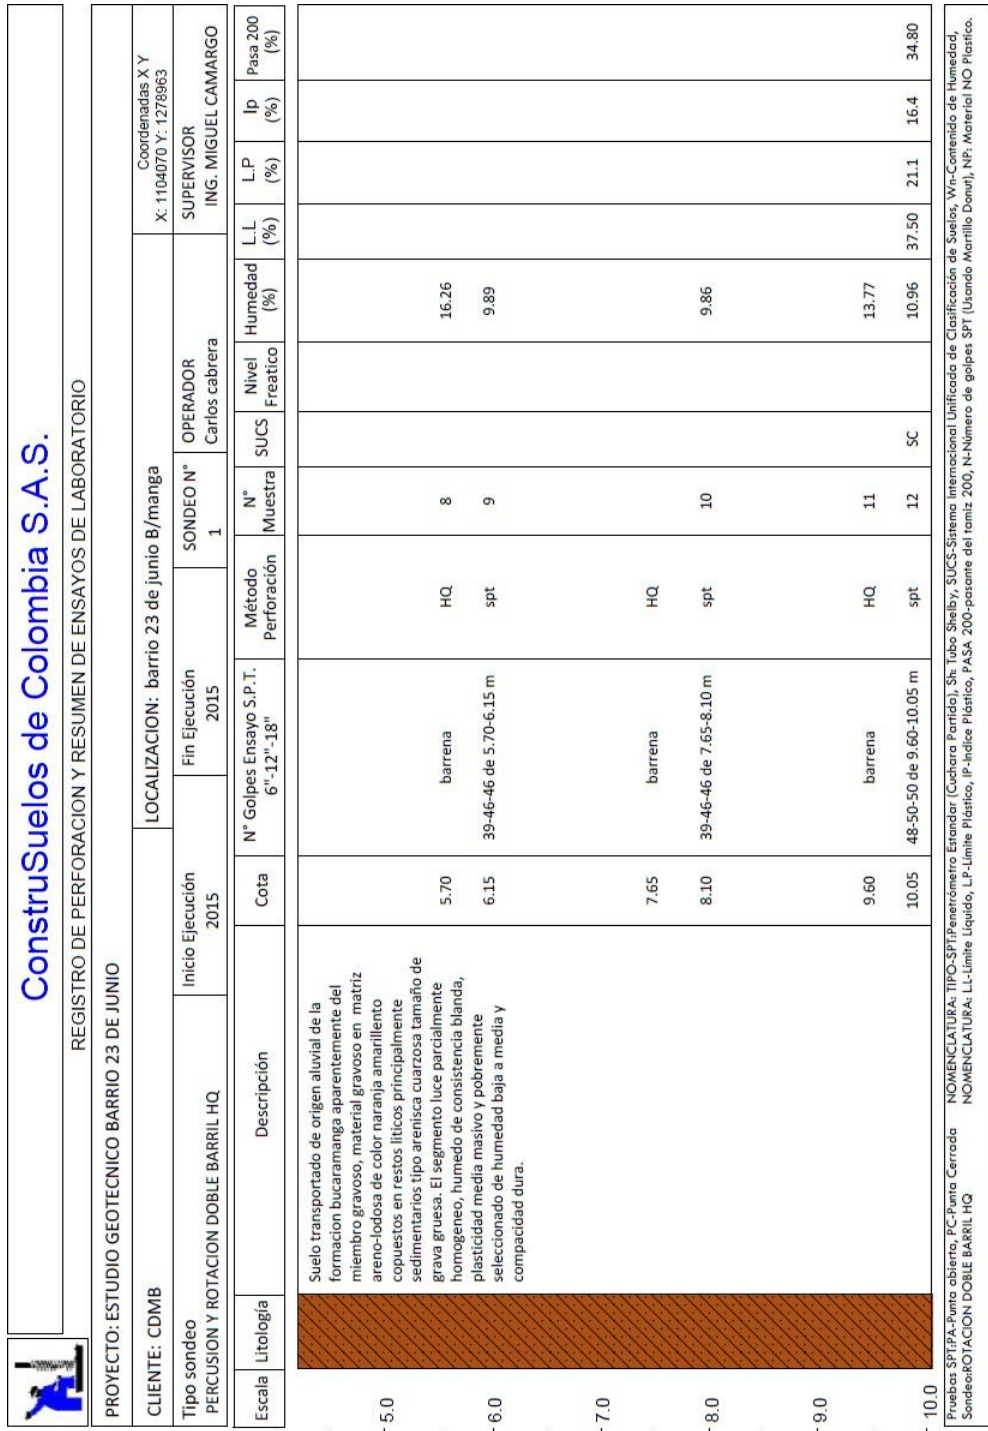 ConstruSuelos de Colombia S.A.S.
REGISTRO DE PERFORACION Y RESUMEN DE ENSAYOS DE LABORATORIO
PROYECTO: ESTUDIO GEOTECNICO BARRIO 23 DE JUNIO
CLIENTE: CDMB
LOCALIZACION: barrio 23 de junio B/manga
Coordenadas X Y
X: 1104070 Y: 1278963
Tipo sondeo
PERCUSION Y ROTACION DOBLE BARRIL HQ
Inicio Ejecución
2015
Fin Ejecución
2015
SONDEO N°
1
OPERADOR
Carlos cabrera
SUPERVISOR
ING. MIGUEL CAMARGO
Escala Litología Descripción Cota N° Golpes Ensayo S.P.T. 6"-12"-18" Método Perforación N° Muestra SUCS Nivel Freatico Humedad (%) L.L (%) L.P (%) Ip (%) Pasa 200 (%)
Suelo transportado de origen aluvial de la
formacion bucaramanga aparentemente del
miembro gravoso, material gravoso en matriz
areno-lodosa de color naranja amarillento
copuestos en restos liticos principalmente
sedimentarios tipo arenisca cuarzosa tamaño de
grava gruesa. El segmento luce parcialmente
homogeneo, humedo de consistencia blanda,
plasticidad media masivo y pobremente
seleccionado de humedad baja a media y
compacidad dura.
5.0
5.70 barrena HQ 8 16.26
6.0
6.15 39-46-46 de 5.70-6.15 m spt 9 9.89
7.0
7.65 barrena HQ
8.0
8.10 39-46-46 de 7.65-8.10 m spt 10 9.86
9.0
9.60 barrena HQ 11 13.77
10.0
10.05 48-50-50 de 9.60-10.05 m spt 12 SC 10.96 37.50 21.1 16.4 34.80
Pruebas SPT:PA-Punta abierta, PC-Punta Cerrada
Sondeo:ROTACION DOBLE BARRIL HQ
NOMENCLATURA: TIPO-SPT:Penetrómetro Estandar (Cuchara Partida), Sh: Tubo Shelby, SUCS-Sistema Internacional Unificado de Clasificación de Suelos, Wn-Contenido de Humedad,
NOMENCLATURA: L.L-Límite Líquido, L.P-Límite Plástico, IP-Indice Plástico, PASA 200-pasante del tamiz 200, N-Número de golpes SPT (Usando Martillo Donut), NP: Material NO Plastico.